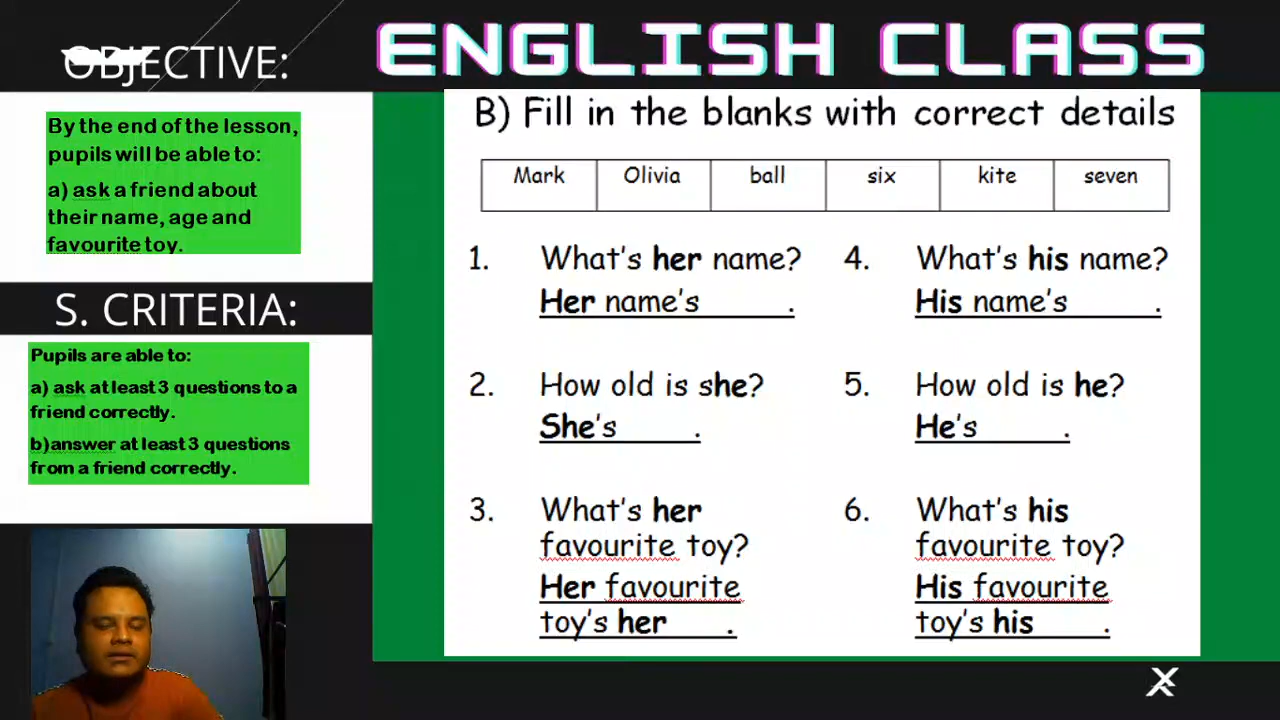 OBJECTIVE:
ENGLISH CLASS
By the end of the lesson,
pupils will be able to:
a) ask a friend about
their name, age and
favourite toy.
S. CRITERIA:
Pupils are able to:
a) ask at least 3 questions to a
friend correctly.
b)answer at least 3 questions
from a friend correctly.
B) Fill in the blanks with correct details
Mark Olivia ball six kite seven
1. What's her name?
Her name's .
2. How old is she?
She's .
3. What's her
favourite toy?
Her favourite
toy's her .
4. What's his name?
His name's .
5. How old is he?
He's .
6. What's his
favourite toy?
His favourite
toy's his .